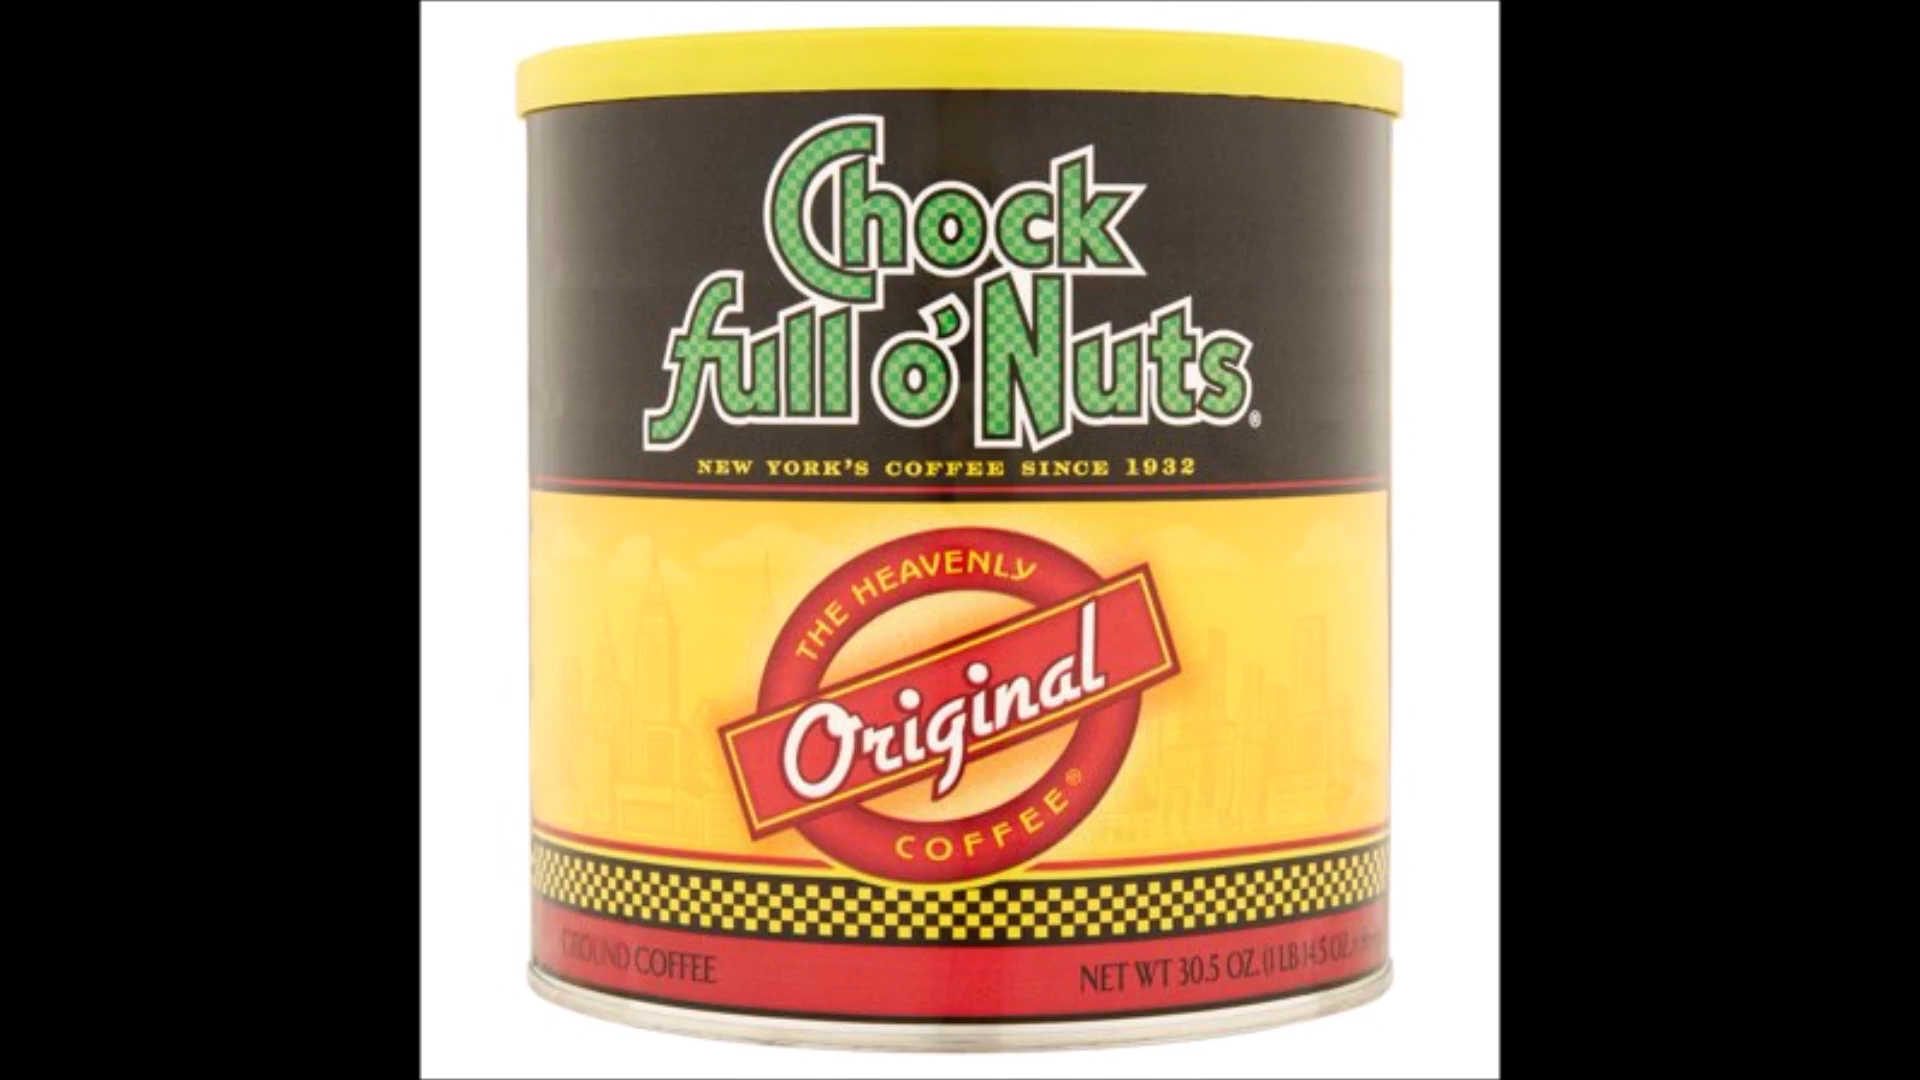 Chock
full o' Nuts®
NEW YORK'S COFFEE SINCE 1932
THE HEAVENLY
Original
COFFEE®
GROUND COFFEE
NET WT 30.5 OZ. (1 LB 14.5 OZ.)